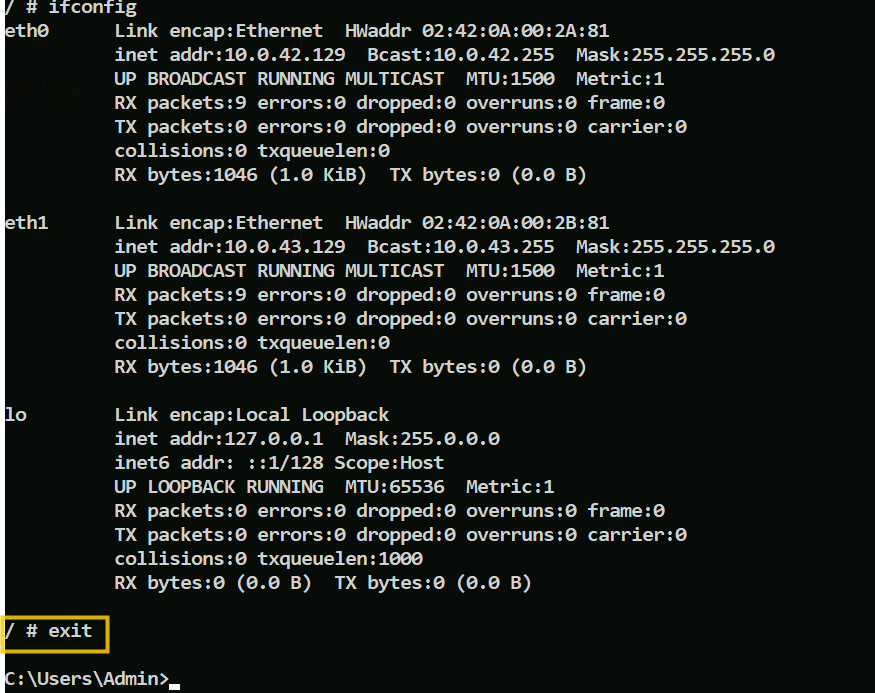 / # ifconfig
eth0 Link encap:Ethernet HWaddr 02:42:0A:00:2A:81
inet addr:10.0.42.129 Bcast:10.0.42.255 Mask:255.255.255.0
UP BROADCAST RUNNING MULTICAST MTU:1500 Metric:1
RX packets:9 errors:0 dropped:0 overruns:0 frame:0
TX packets:0 errors:0 dropped:0 overruns:0 carrier:0
collisions:0 txqueuelen:0
RX bytes:1046 (1.0 KiB) TX bytes:0 (0.0 B)
eth1 Link encap:Ethernet HWaddr 02:42:0A:00:2B:81
inet addr:10.0.43.129 Bcast:10.0.43.255 Mask:255.255.255.0
UP BROADCAST RUNNING MULTICAST MTU:1500 Metric:1
RX packets:9 errors:0 dropped:0 overruns:0 frame:0
TX packets:0 errors:0 dropped:0 overruns:0 carrier:0
collisions:0 txqueuelen:0
RX bytes:1046 (1.0 KiB) TX bytes:0 (0.0 B)
lo Link encap:Local Loopback
inet addr:127.0.0.1 Mask:255.0.0.0
inet6 addr: ::1/128 Scope:Host
UP LOOPBACK RUNNING MTU:65536 Metric:1
RX packets:0 errors:0 dropped:0 overruns:0 frame:0
TX packets:0 errors:0 dropped:0 overruns:0 carrier:0
collisions:0 txqueuelen:1000
RX bytes:0 (0.0 B) TX bytes:0 (0.0 B)
/ # exit
C:\Users\Admin>